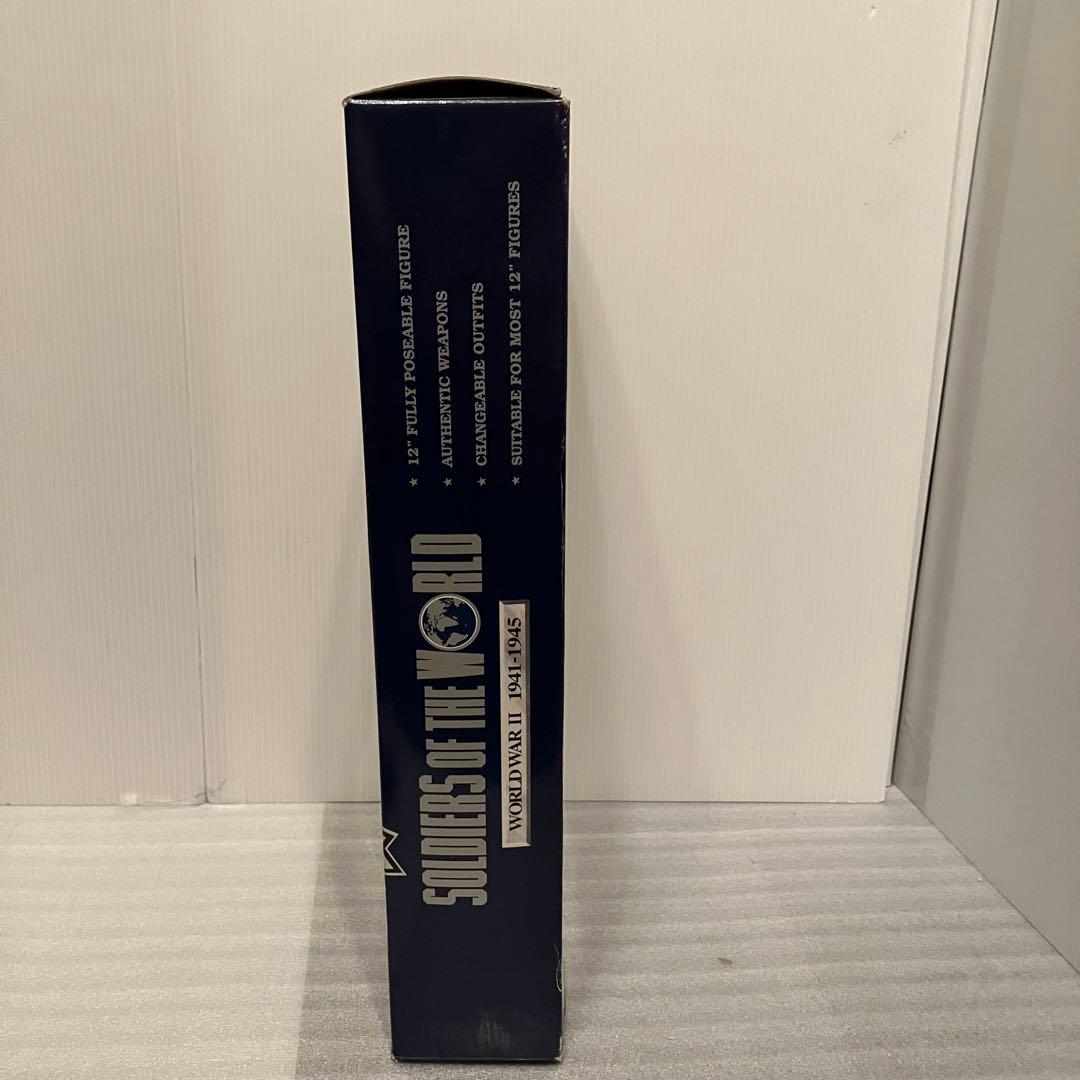 ★ 12" FULLY POSEABLE FIGURE
★ AUTHENTIC WEAPONS
★ CHANGEABLE OUTFITS
★ SUITABLE FOR MOST 12" FIGURES
SOLDIERS OF THE WORLD
WORLD WAR II 1941-1945